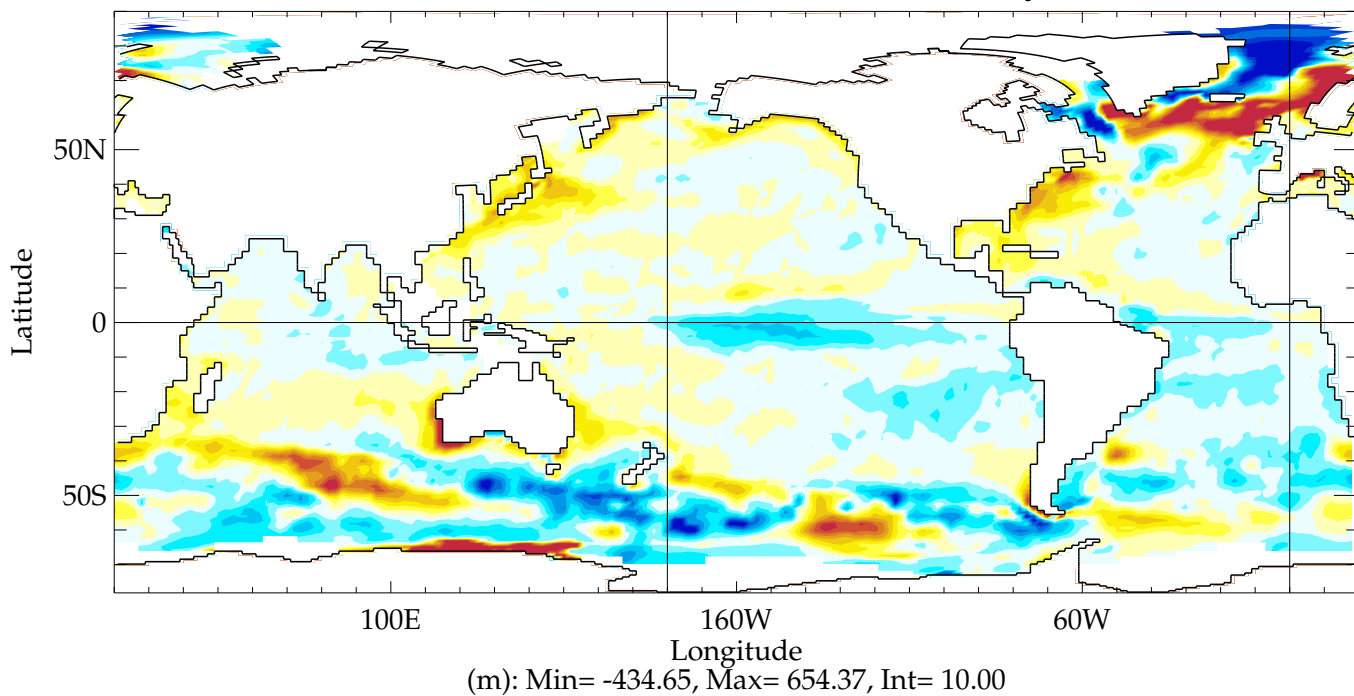 50N
0
50S
Latitude
100E
160W
60W
Longitude
(m): Min= -434.65, Max= 654.37, Int= 10.00